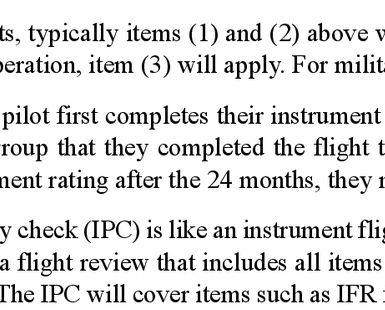 ts, typically items (1) and (2) above w
peration, item (3) will apply. For milita
pilot first completes their instrument
roup that they completed the flight t
ment rating after the 24 months, they
y check (IPC) is like an instrument flig
a flight review that includes all items
The IPC will cover items such as IFR